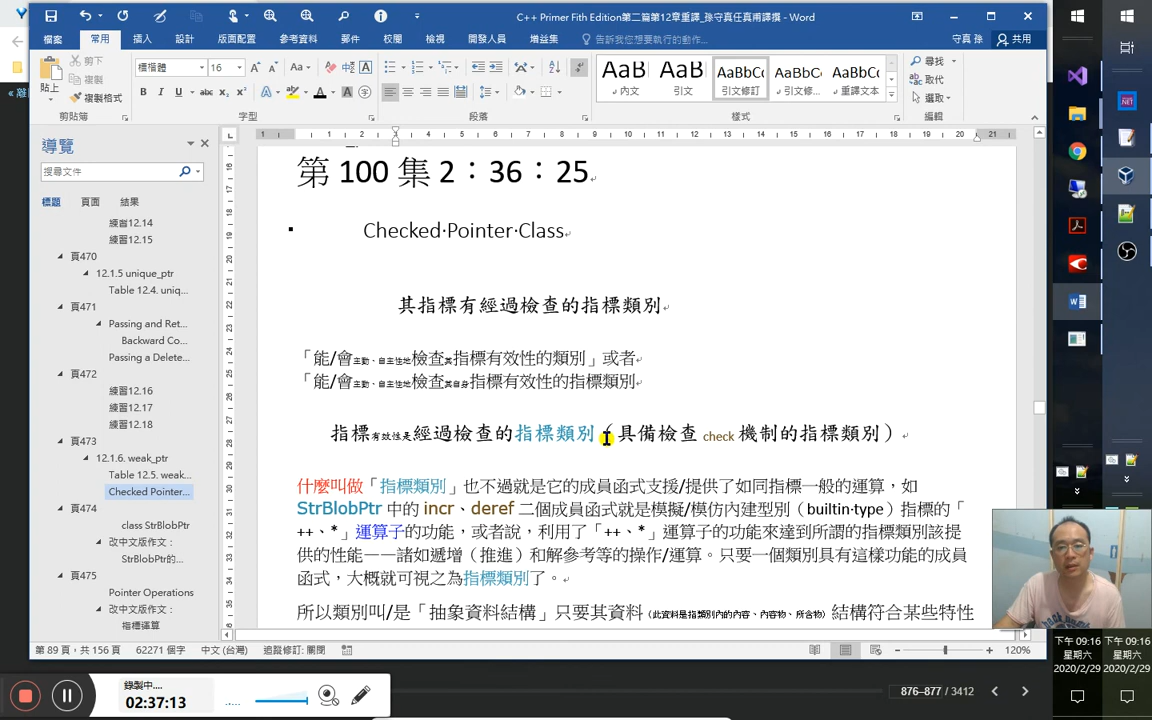 C++ Primer Fith Edition第二篇第12章重譯_孫守真任真甫譯撰 - Word
檔案 常用 插入 設計 版面配置 參考資料 郵件 校閱 檢視 開發人員 增益集 告訴我您想要執行的動作... 守真 孫 共用
剪下
複製
複製格式
貼上
標楷體 16
AaBbC AaBbC AaBbCc AaBbCc AaBbCc
內文 引文 引文修訂 引文修... 重譯文本
尋找
取代
選取
剪貼簿 字型 段落 樣式 編輯
導覽
搜尋文件
標題 頁面 結果
練習12.14
練習12.15
頁470
12.1.5 unique_ptr
Table 12.4. uniq...
頁471
Passing and Ret...
Backward Co...
Passing a Delete...
頁472
練習12.16
練習12.17
練習12.18
頁473
12.1.6. weak_ptr
Table 12.5. weak...
Checked Pointer...
頁474
class StrBlobPtr
改中文版作文：
StrBlobPtr的...
頁475
Pointer Operations
改中文版作文：
指標運算
第 100 集 2：36：25
Checked·Pointer·Class
其指標有經過檢查的指標類別
「能/會主動、自主性地檢查其指標有效性的類別」或者
「能/會主動、自主性地檢查其自身指標有效性的指標類別
指標有效性是經過檢查的指標類別（具備檢查 check 機制的指標類別）
什麼叫做「指標類別」也不過就是它的成員函式支援/提供了如同指標一般的運算，如
StrBlobPtr 中的 incr、deref 二個成員函式就是模擬/模仿內建型別（builtin·type）指標的「
++、*」運算子的功能，或者說，利用了「++、*」運算子的功能來達到所謂的指標類別該提
供的性能——諸如遞增（推進）和解參考等的操作/運算。只要一個類別具有這樣功能的成員
函式，大概就可視之為指標類別了。
所以類別叫/是「抽象資料結構」只要其資料（此資料是指類別內的內容、內容物、所含物）結構符合某些特性
第 89 頁，共 156 頁 62271 個字 中文 (台灣) 追蹤修訂: 關閉 120%
錄製中...
02:37:13
876–877 / 3412
下午 09:16
星期六
2020/2/29
下午 09:16
星期六
2020/2/29